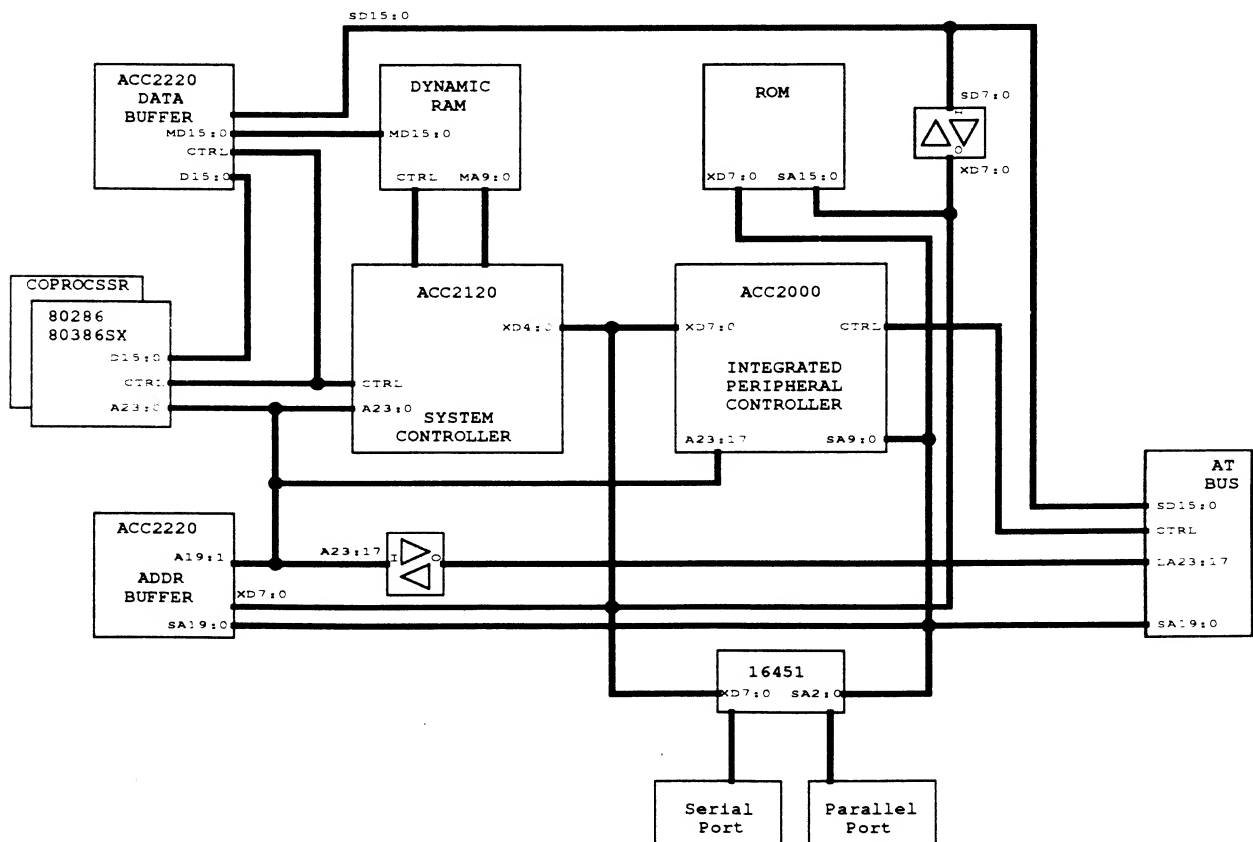 SD15:0
ACC2220
DATA
BUFFER
MD15:0
CTRL
D15:0
DYNAMIC
RAM
MD15:0
CTRL MA9:0
ROM
XD7:0 SA15:0
SD7:0
I
O
XD7:0
COPROCSSR
80286
80386SX
D15:0
CTRL
A23:0
ACC2120
XD4:0
CTRL
A23:0
SYSTEM
CONTROLLER
ACC2000
XD7:0 CTRL
INTEGRATED
PERIPHERAL
CONTROLLER
A23:17 SA9:0
AT
BUS
SD15:0
CTRL
LA23:17
SA19:0
ACC2220
A19:1
ADDR
BUFFER
XD7:0
SA19:0
A23:17
I
O
16451
XD7:0 SA2:0
Serial
Port
Parallel
Port